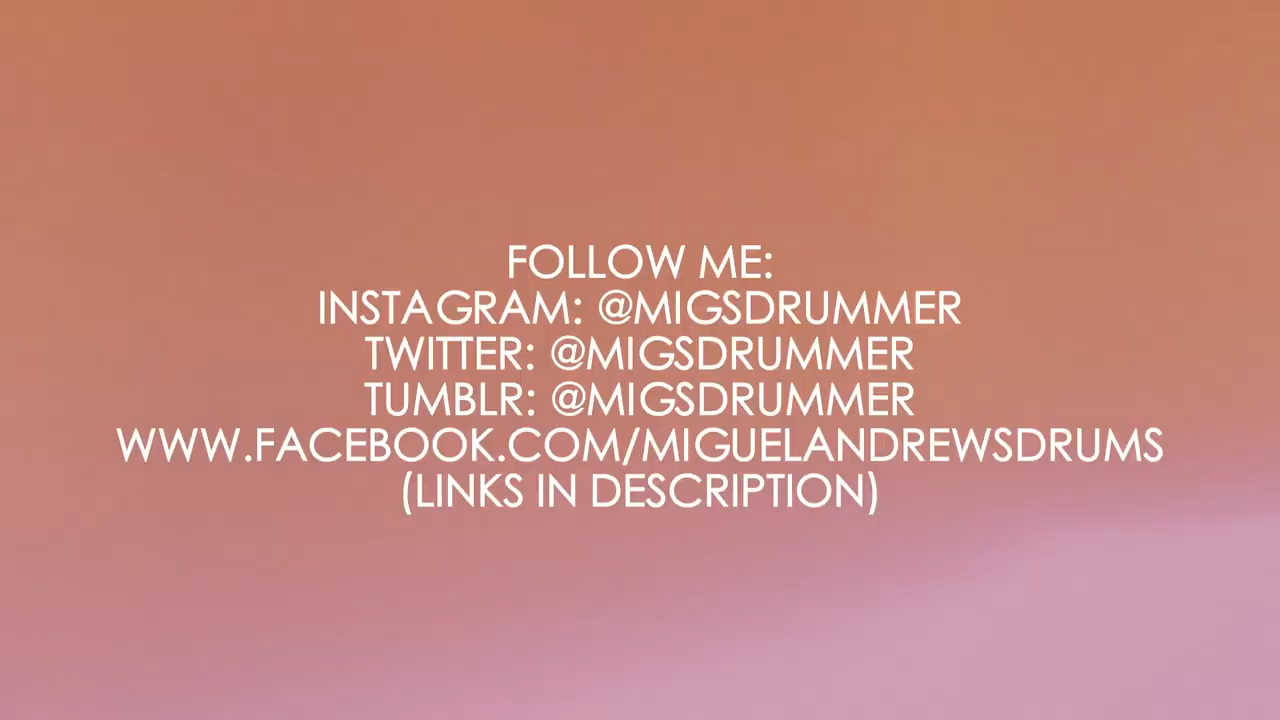 FOLLOW ME:
INSTAGRAM: @MIGSDRUMMER
TWITTER: @MIGSDRUMMER
TUMBLR: @MIGSDRUMMER
WWW.FACEBOOK.COM/MIGUELANDREWSDRUMS
(LINKS IN DESCRIPTION)